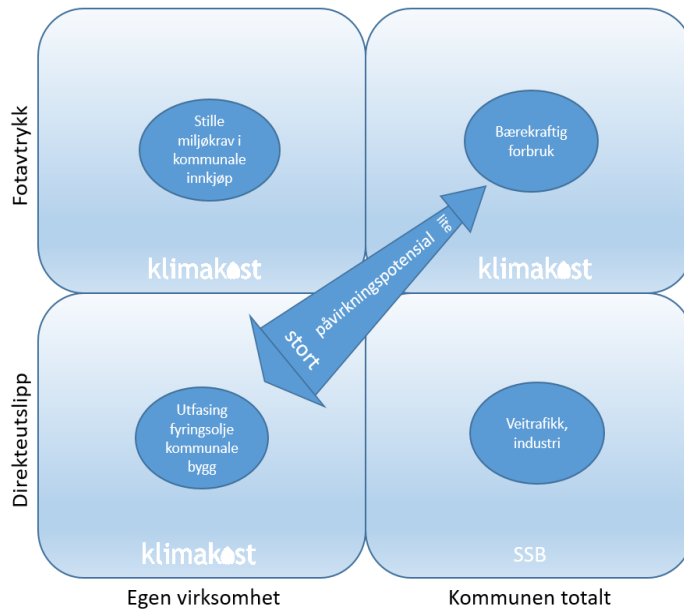 Fotavtrykk
Stille
miljøkrav i
kommunale
innkjøp
klimakost
Bærekraftig
forbruk
klimakost
stort påvirkningspotensial lite
Direkteutslipp
Utfasing
fyringsolje
kommunale
bygg
klimakost
Veitrafikk,
industri
SSB
Egen virksomhet
Kommunen totalt